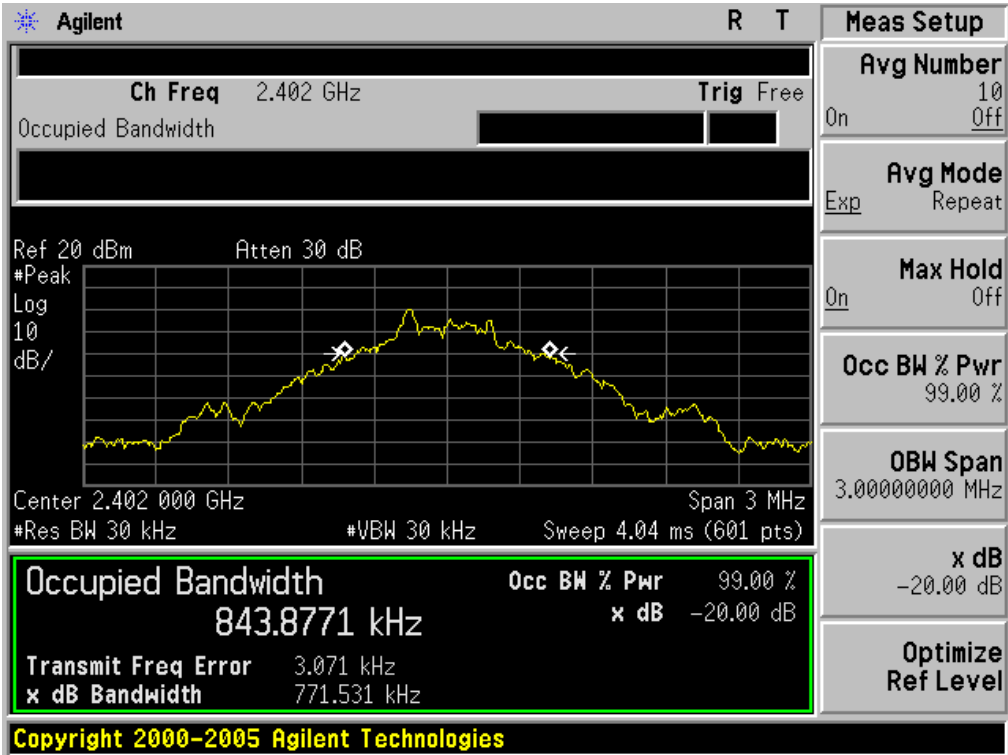 Agilent R T
Ch Freq 2.402 GHz Trig Free
Occupied Bandwidth
Ref 20 dBm Atten 30 dB
#Peak
Log
10
dB/
Center 2.402 000 GHz Span 3 MHz
#Res BW 30 kHz #VBW 30 kHz Sweep 4.04 ms (601 pts)
Occupied Bandwidth Occ BW % Pwr 99.00 %
843.8771 kHz x dB -20.00 dB
Transmit Freq Error 3.071 kHz
x dB Bandwidth 771.531 kHz
Copyright 2000-2005 Agilent Technologies
Meas Setup
Avg Number
10
On Off
Avg Mode
Exp Repeat
Max Hold
On Off
Occ BW % Pwr
99.00 %
OBW Span
3.00000000 MHz
x dB
-20.00 dB
Optimize
Ref Level